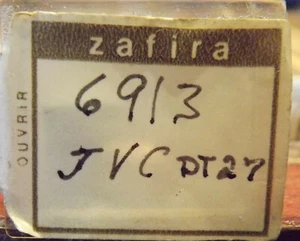 zafira
OUVRIR
6913
JVC DT27